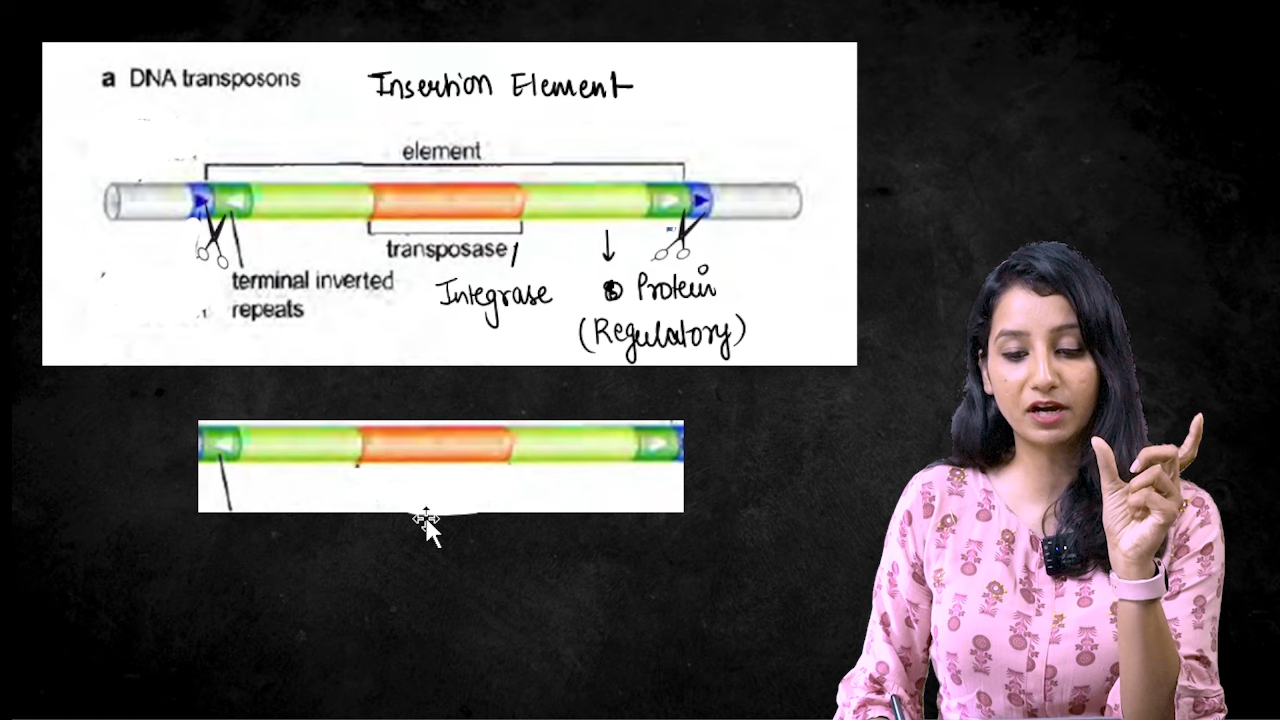 a DNA transposons
Insertion Element
element
transposase/
terminal inverted
repeats
Integrase
Protein
(Regulatory)